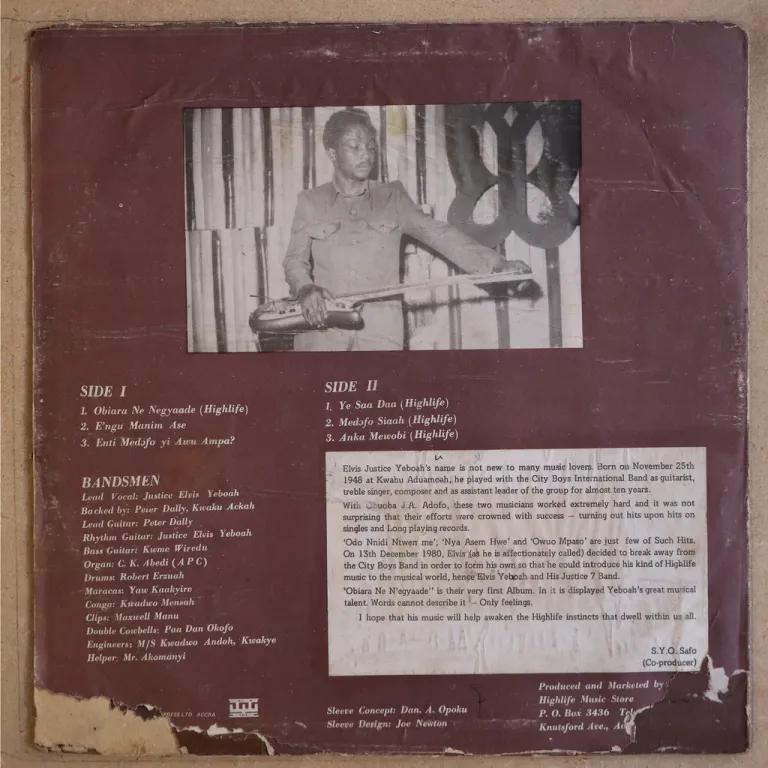 SIDE I
1. Obiara Ne Negyaade (Highlife)
2. E'ngu Manim Ase
3. Enti Medɔfo yi Awu Ampa?
SIDE II
1. Ye Saa Daa (Highlife)
2. Medɔfo Siaah (Highlife)
3. Anka Mewobi (Highlife)
BANDSMEN
Lead Vocal: Justice Elvis Yeboah
Backed by: Peter Dally, Kwaku Ackah
Lead Guitar: Peter Dally
Rhythm Guitar: Justice Elvis Yeboah
Bass Guitar: Kwme Wiredu
Organ: C. K. Abedi (A P C)
Drums: Robert Erzuah
Maracas: Yaw Kaakyire
Conga: Kwadwo Mensah
Clips: Maxwell Manu
Double Cowbells: Paa Dan Okofo
Engineers: M/S Kwadwo Andoh, Kwakye
Helper: Mr. Akomanyi
Elvis Justice Yeboah's name is not new to many music lovers. Born on November 25th
1948 at Kwahu Aduamoah, he played with the City Boys International Band as guitarist,
treble singer, composer and as assistant leader of the group for almost ten years.
With Obuoba J.A. Adofo, these two musicians worked extremely hard and it was not
surprising that their efforts were crowned with success – turning out hits upon hits on
singles and Long playing records.
'Odo Nnidi Ntwen me'; 'Nya Asem Hwe' and 'Owuo Mpaso' are just few of Such Hits.
On 13th December 1980, Elvis (as he is affectionately called) decided to break away from
the City Boys Band in order to form his own so that he could introduce his kind of Highlife
music to the musical world, hence Elvis Yeboah and His Justice 7 Band.
'Obiara Ne N'egyaade" is their very first Album. In it is displayed Yeboah's great musical
talent. Words cannot describe it – Only feelings.
I hope that his music will help awaken the Highlife instincts that dwell within us all.
S.Y.O. Safo
(Co-producer)
LTD. ACCRA
Sleeve Concept: Dan. A. Opoku
Sleeve Design: Joe Newton
Produced and Marketed by
Highlife Music Store
P. O. Box 3436
Knutsford Ave.,